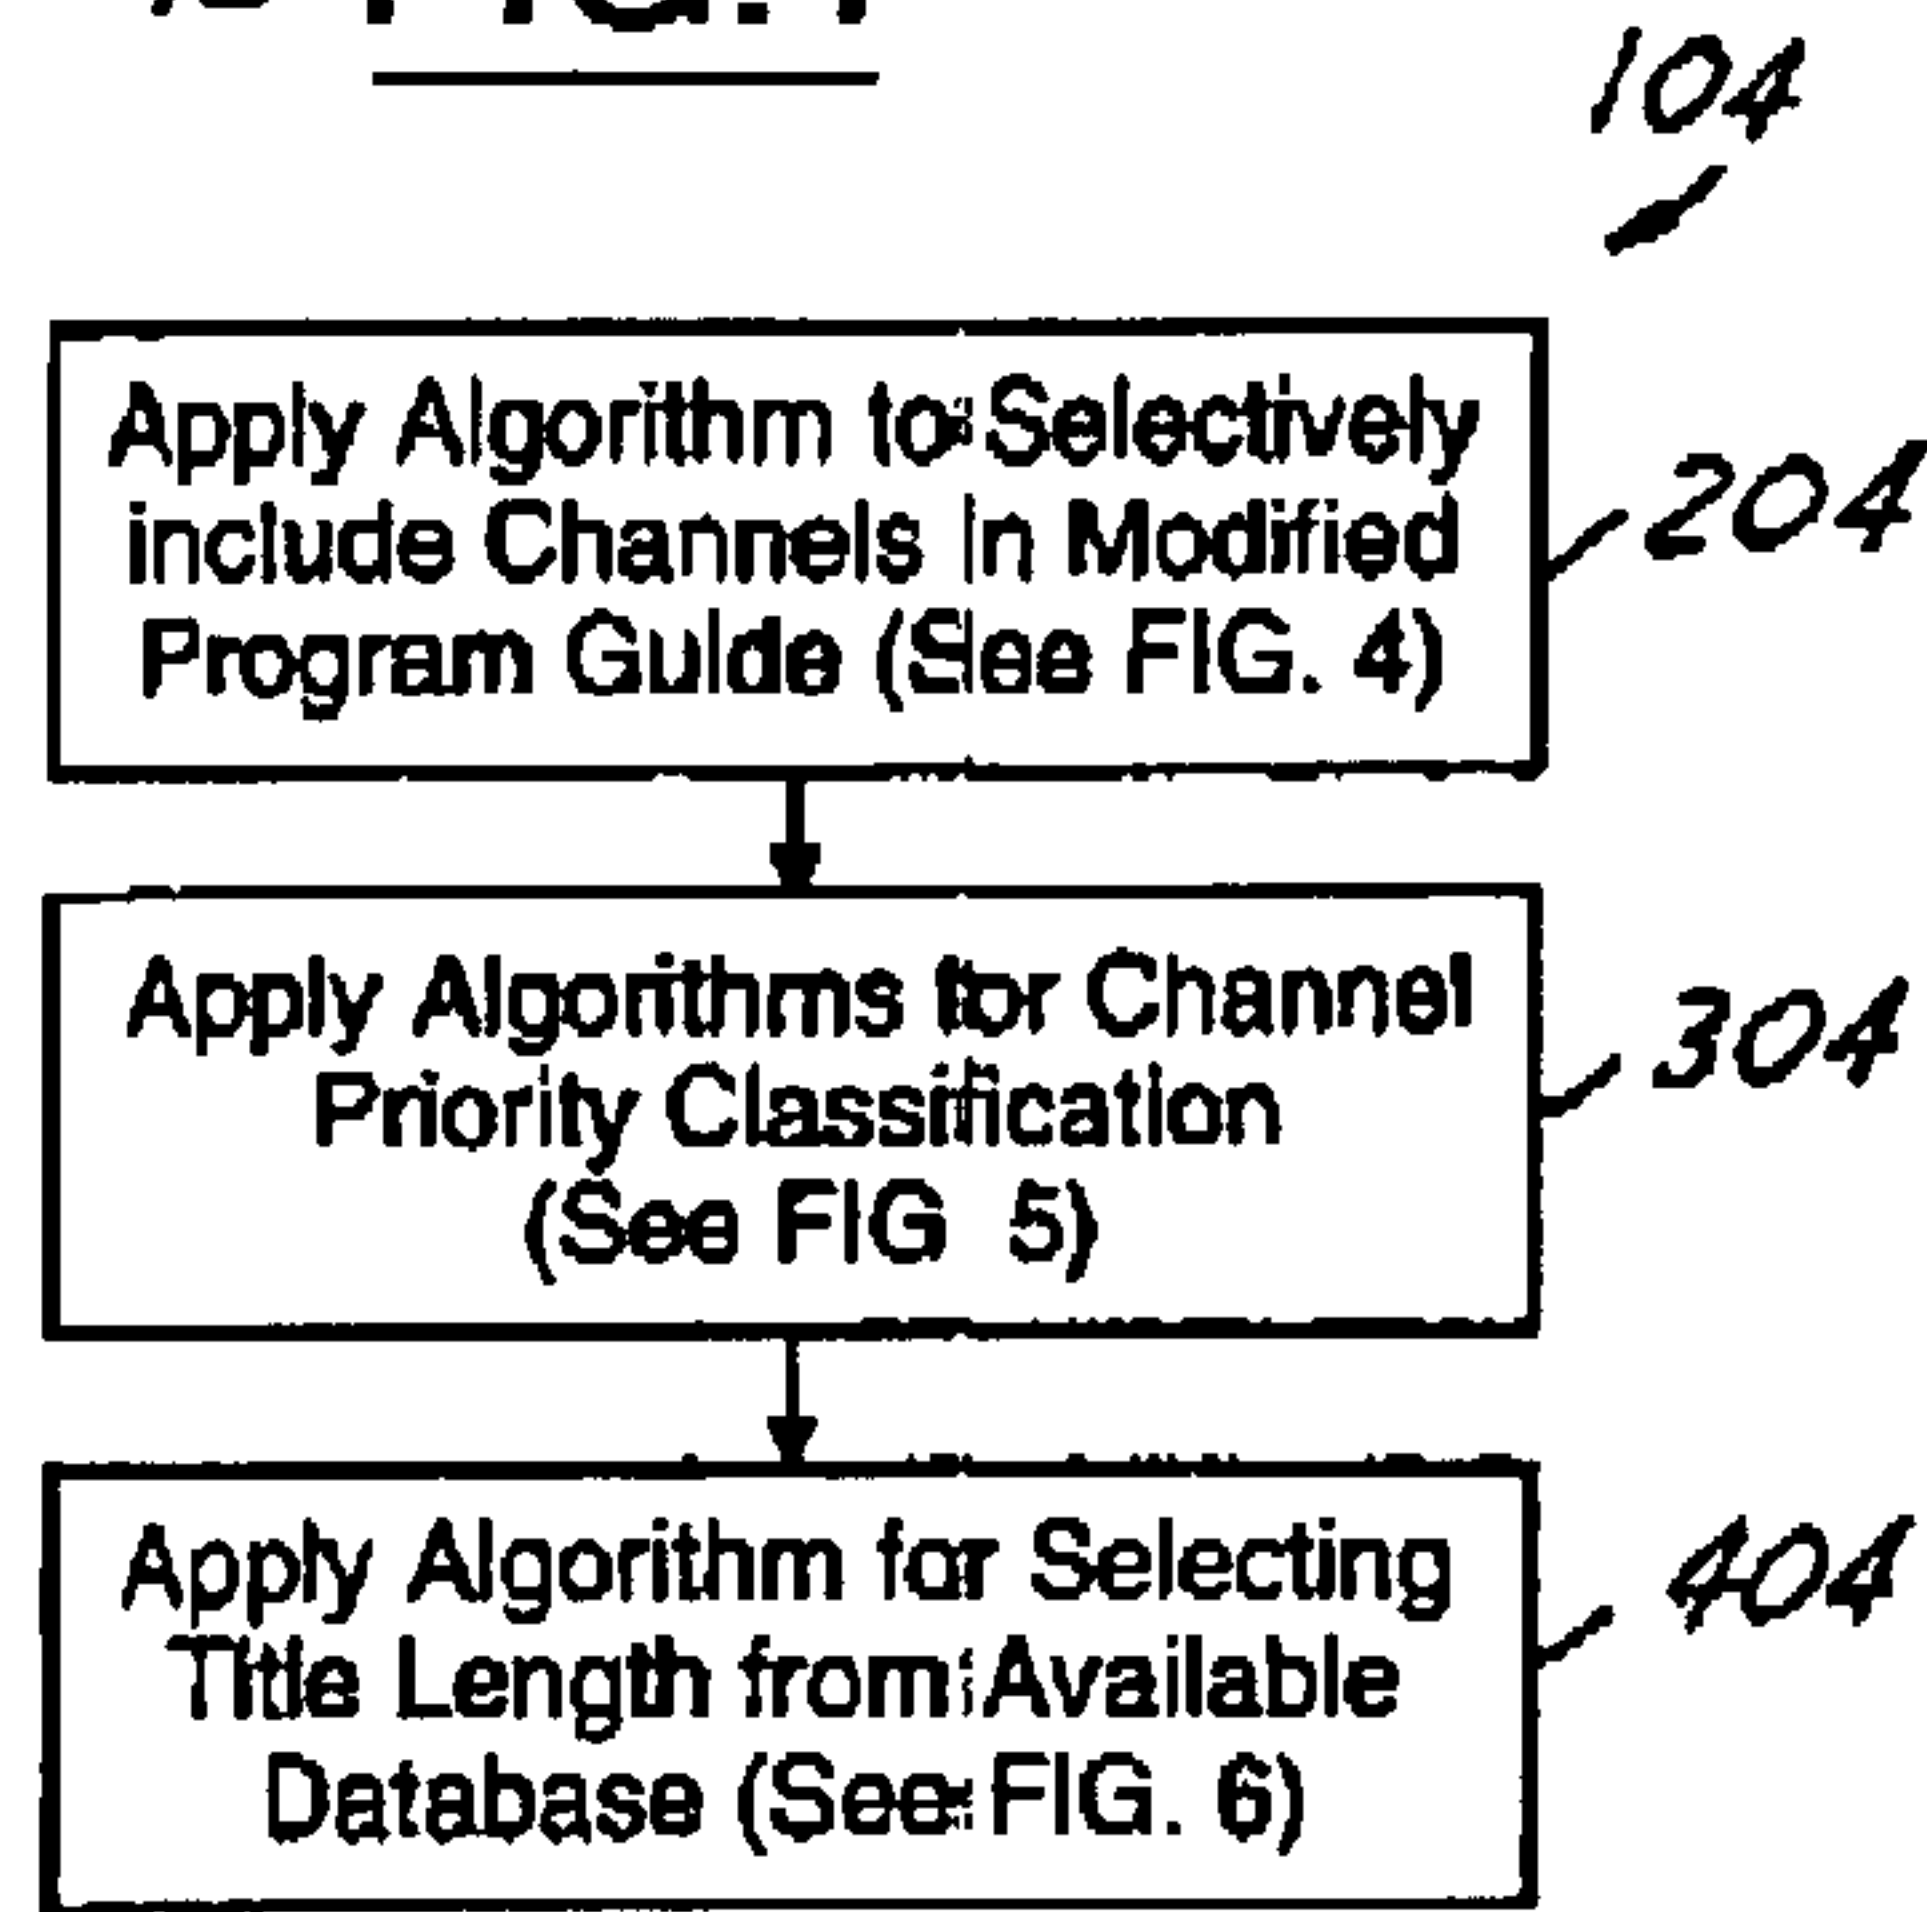 104
Apply Algorithm to Selectively
include Channels In Modified
Program Guide (See FIG. 4)
204
Apply Algorithms for Channel
Priority Classification
(See FIG 5)
304
Apply Algorithm for Selecting
Title Length from Available
Database (See FIG. 6)
404